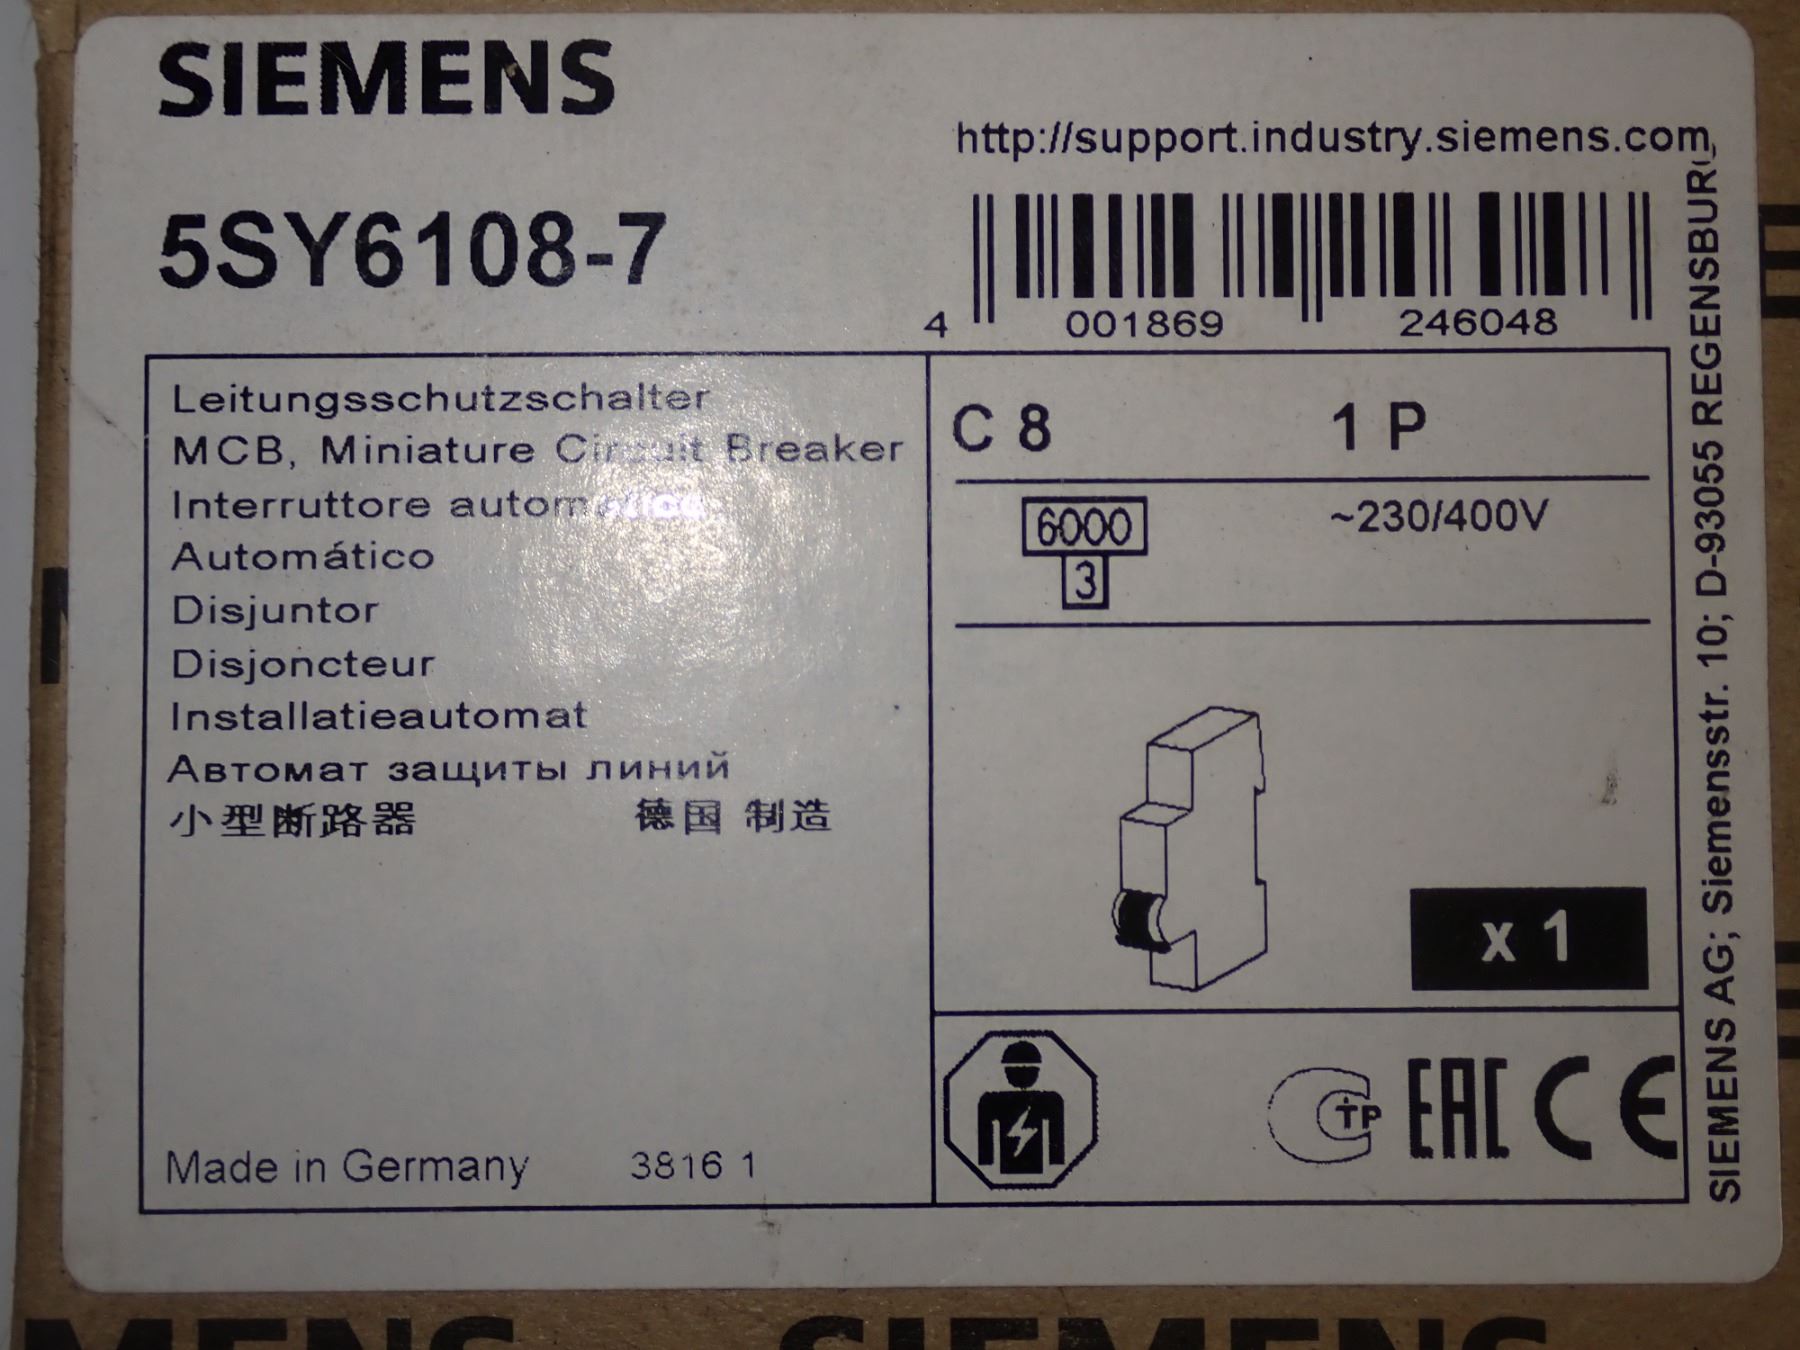 SIEMENS
http://support.industry.siemens.com
5SY6108-7
4 001869 246048
Leitungsschutzschalter
MCB, Miniature Circuit Breaker
Interruttore automatico
Automático
Disjuntor
Disjoncteur
Installatieautomat
Автомат защиты линий
小型断路器 德国 制造
Made in Germany 3816 1
C 8 1 P
6000 ~230/400V
3
x 1
CTP EAC CE
SIEMENS AG; Siemensstr. 10; D-93055 REGENSBURG
SIEMENS